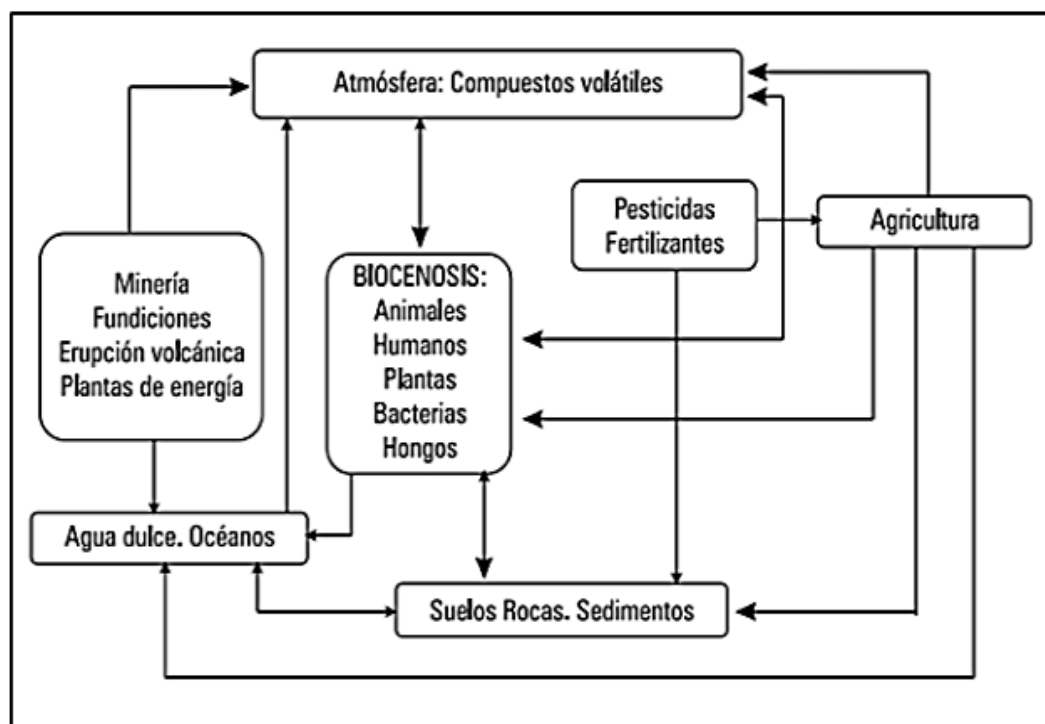 Atmósfera: Compuestos volátiles
Pesticidas
Fertilizantes
Agricultura
Minería
Fundiciones
Erupción volcánica
Plantas de energía
BIOCENOSIS:
Animales
Humanos
Plantas
Bacterias
Hongos
Agua dulce. Océanos
Suelos Rocas. Sedimentos